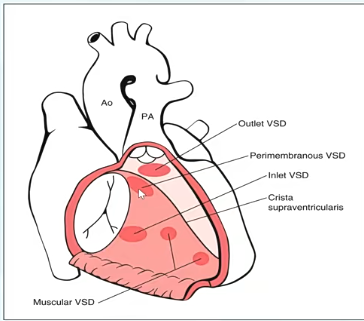 Ao
PA
Outlet VSD
Perimembranous VSD
Inlet VSD
Crista
supraventricularis
Muscular VSD